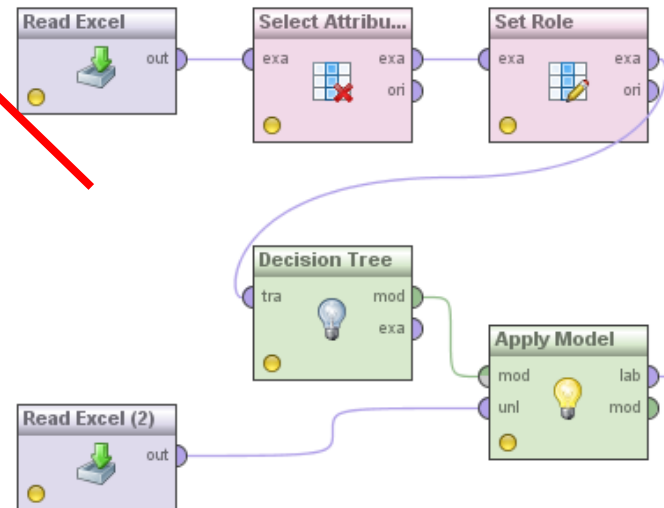 Read Excel
out
Select Attribu...
exa exa
ori
Set Role
exa exa
ori
Decision Tree
tra mod
exa
Apply Model
mod lab
unl mod
Read Excel (2)
out